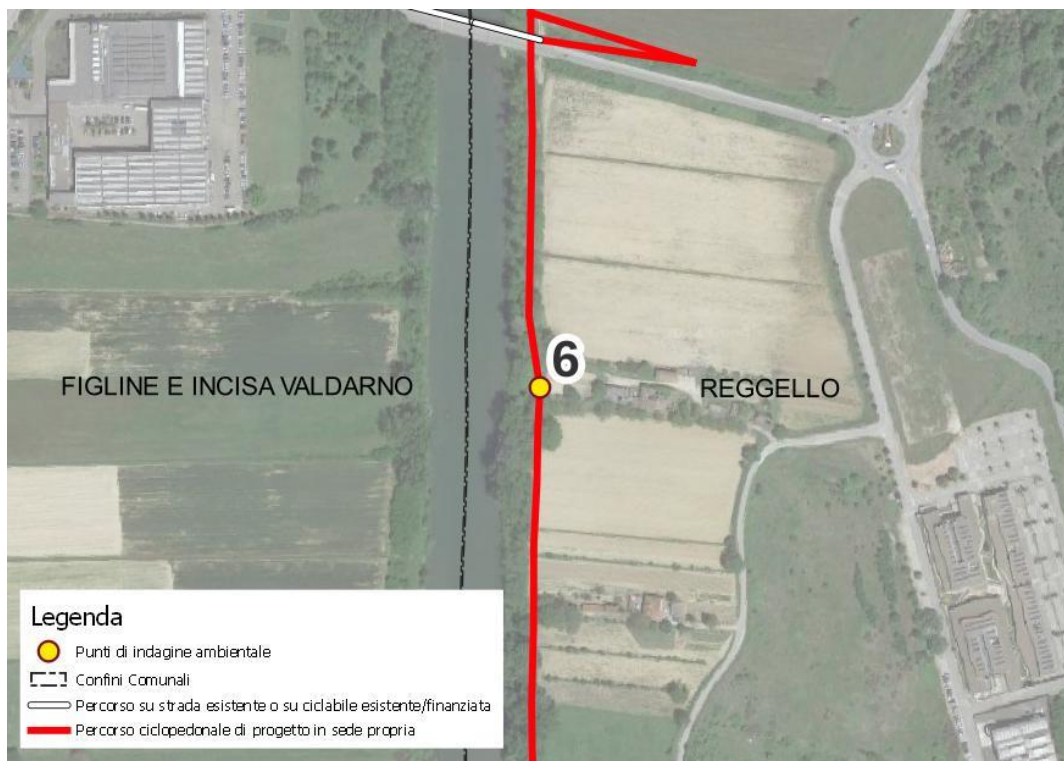 6
FIGLINE E INCISA VALDARNO
REGGELLO
Legenda
Punti di indagine ambientale
Confini Comunali
Percorso su strada esistente o su ciclabile esistente/finanziata
Percorso ciclopedonale di progetto in sede propria